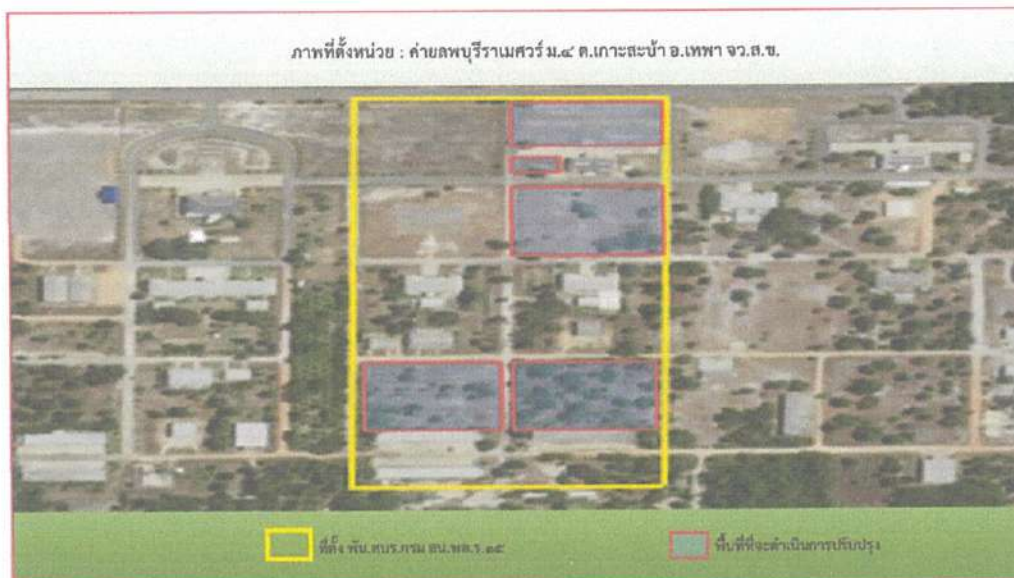 ภาพที่ตั้งหน่วย : ค่ายลพบุรีราเมศวร์ ม.๔ ต.เกาะสะบ้า อ.เทพา จว.ส.ข.
ที่ตั้ง พัน.สบร.กรม สน.พล.ร.๑๕
พื้นที่ที่จะดำเนินการปรับปรุง